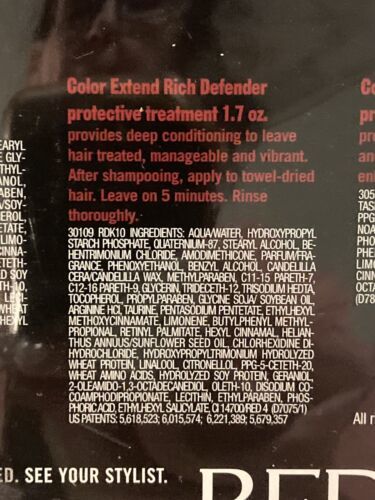 Color Extend Rich Defender
protective treatment 1.7 oz.
provides deep conditioning to leave
hair treated, manageable and vibrant.
After shampooing, apply to towel-dried
hair. Leave on 5 minutes. Rinse
thoroughly.
30109 RDK10 INGREDIENTS: AQUA/WATER, HYDROXYPROPYL
STARCH PHOSPHATE, QUATERNIUM-87, STEARYL ALCOHOL, BE-
HENTRIMONIUM CHLORIDE, AMODIMETHICONE, PARFUM/FRA-
GRANCE, PHENOXYETHANOL, BENZYL ALCOHOL, CANDELILLA
CERA/CANDELILLA WAX, METHYLPARABEN, C11-15 PARETH-7,
C12-16 PARETH-9, GLYCERIN, TRIDECETH-12, TRISODIUM HEDTA,
TOCOPHEROL, PROPYLPARABEN, GLYCINE SOJA/ SOYBEAN OIL,
ARGININE HCl, TAURINE, PENTASODIUM PENTETATE, ETHYLHEXYL
METHOXYCINNAMATE, LIMONENE, BUTYLPHENYL METHYL-
PROPIONAL, RETINYL PALMITATE, HEXYL CINNAMAL, HELIAN-
THUS ANNUUS/SUNFLOWER SEED OIL, CHLORHEXIDINE DI-
HYDROCHLORIDE, HYDROXYPROPYLTRIMONIUM HYDROLYZED
WHEAT PROTEIN, LINALOOL, CITRONELLOL, PPG-5-CETETH-20,
WHEAT AMINO ACIDS, HYDROLYZED SOY PROTEIN, GERANIOL,
2-OLEAMIDO-1,3-OCTADECANEDIOL, OLETH-10, DISODIUM CO-
COAMPHODIPROPIONATE, LECITHIN, ETHYLPARABEN, PHOS-
PHORIC ACID, ETHYLHEXYL SALICYLATE, CI 14700/RED 4 (D7075/1)
US PATENTS: 5,618,523; 6,015,574; 6,221,389; 5,679,357
All r
ED. SEE YOUR STYLIST.
RED